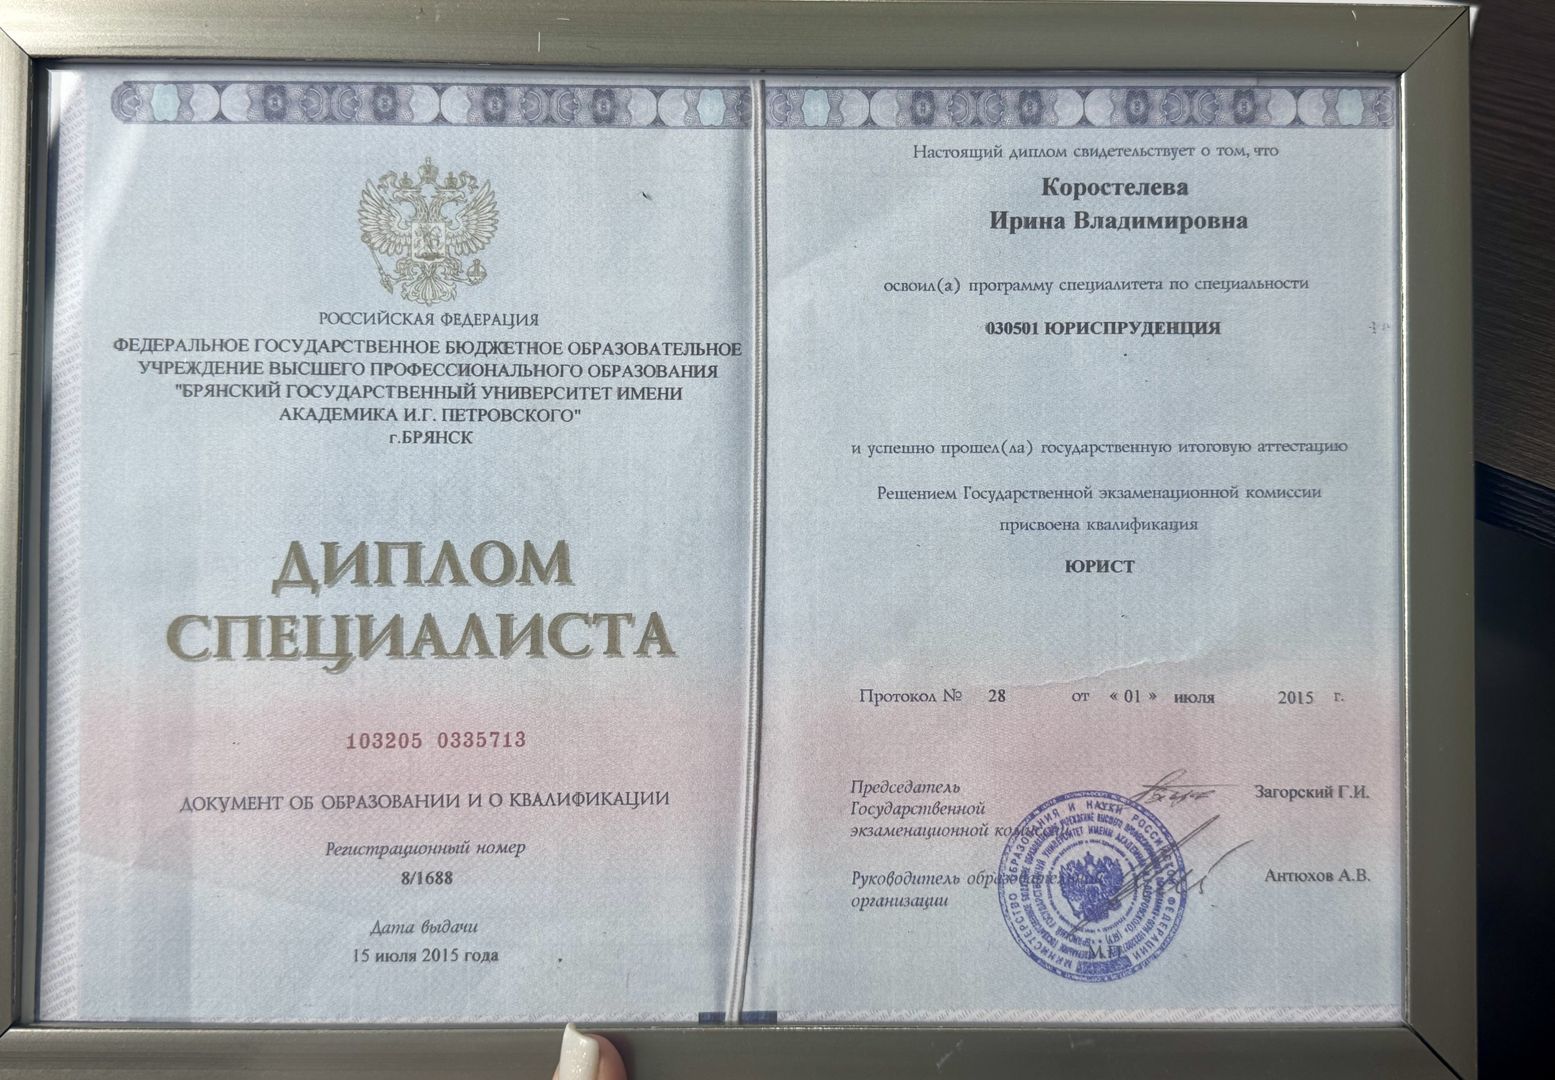 РОССИЙСКАЯ ФЕДЕРАЦИЯ
ФЕДЕРАЛЬНОЕ ГОСУДАРСТВЕННОЕ БЮДЖЕТНОЕ ОБРАЗОВАТЕЛЬНОЕ
УЧРЕЖДЕНИЕ ВЫСШЕГО ПРОФЕССИОНАЛЬНОГО ОБРАЗОВАНИЯ
"БРЯНСКИЙ ГОСУДАРСТВЕННЫЙ УНИВЕРСИТЕТ ИМЕНИ
АКАДЕМИКА И.Г. ПЕТРОВСКОГО"
г.БРЯНСК
ДИПЛОМ
СПЕЦИАЛИСТА
103205 0335713
ДОКУМЕНТ ОБ ОБРАЗОВАНИИ И О КВАЛИФИКАЦИИ
Регистрационный номер
8/1688
Дата выдачи
15 июля 2015 года
Настоящий диплом свидетельствует о том, что
Коростелева
Ирина Владимировна
освоил(а) программу специалитета по специальности
030501 ЮРИСПРУДЕНЦИЯ
и успешно прошел(ла) государственную итоговую аттестацию
Решением Государственной экзаменационной комиссии
присвоена квалификация
ЮРИСТ
Протокол № 28 от « 01 » июля 2015 г.
Председатель
Государственной
экзаменационной комиссии
Загорский Г.И.
Руководитель образовательной
организации
Антюхов А.В.
М.П.